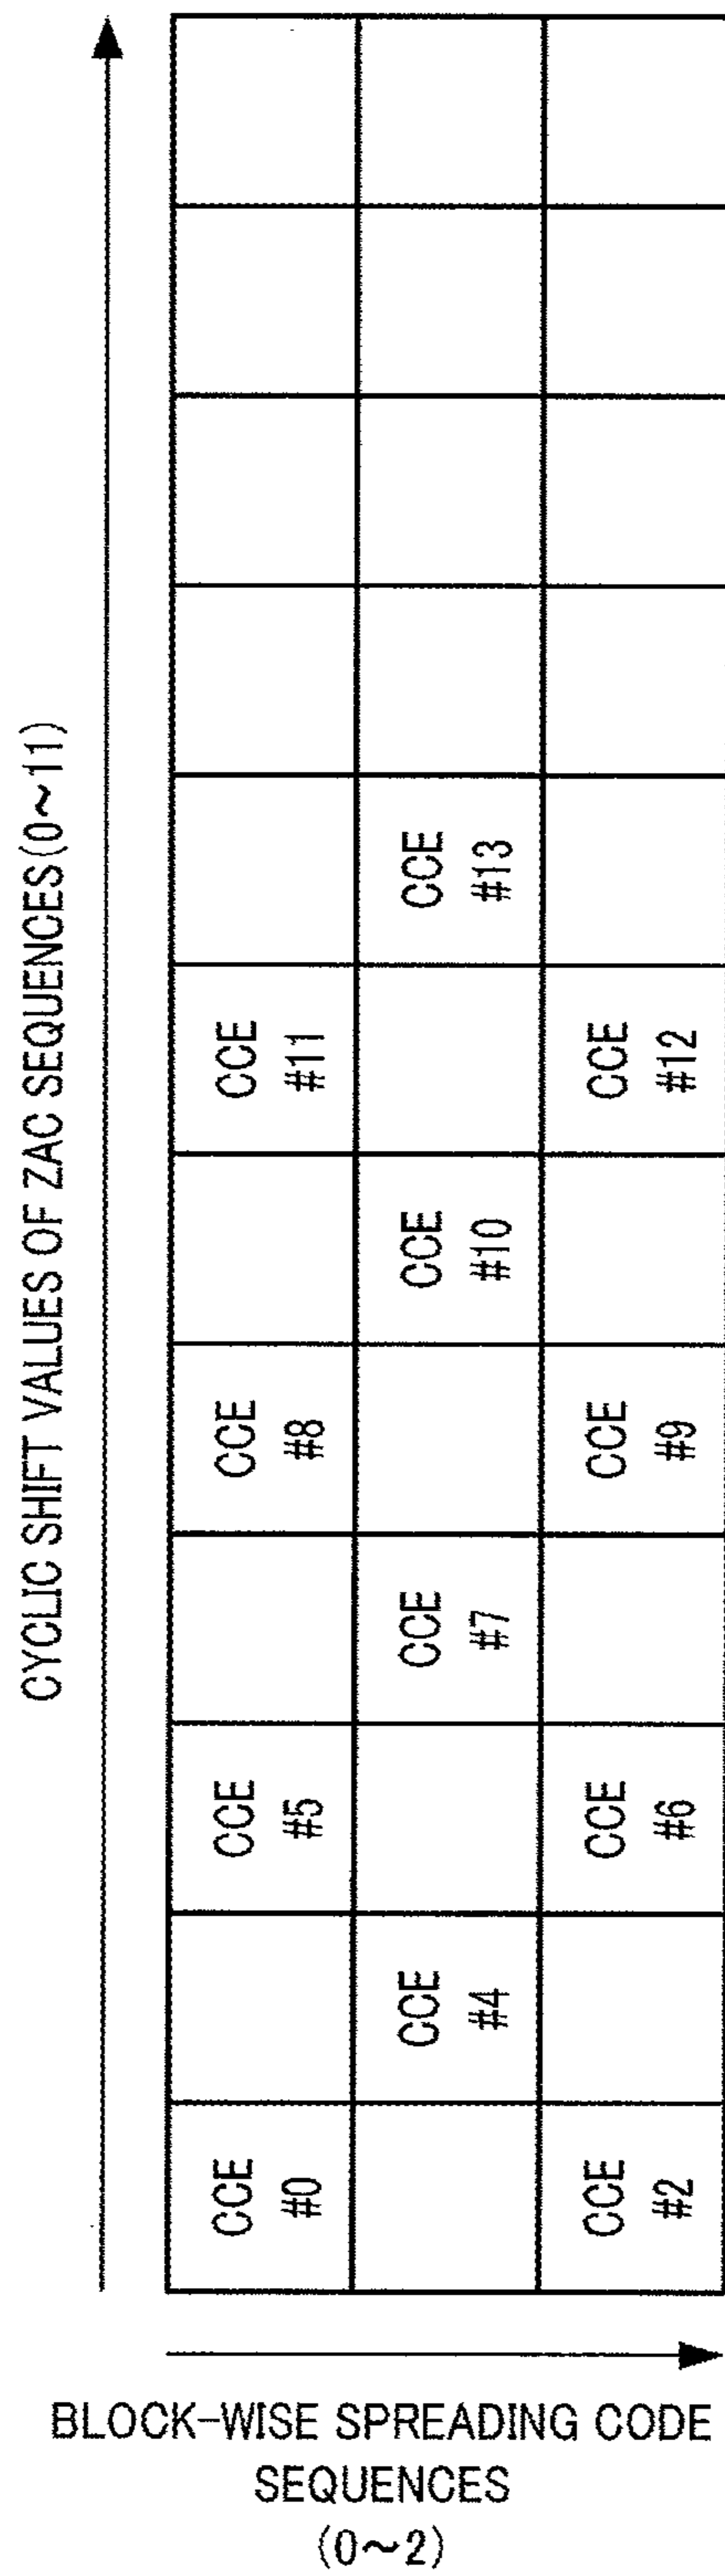 CYCLIC SHIFT VALUES OF ZAC SEQUENCES(0~11)
CCE
#13
CCE
#11
CCE
#12
CCE
#10
CCE
#8
CCE
#9
CCE
#7
CCE
#5
CCE
#6
CCE
#4
CCE
#0
CCE
#2
BLOCK-WISE SPREADING CODE
SEQUENCES
(0~2)